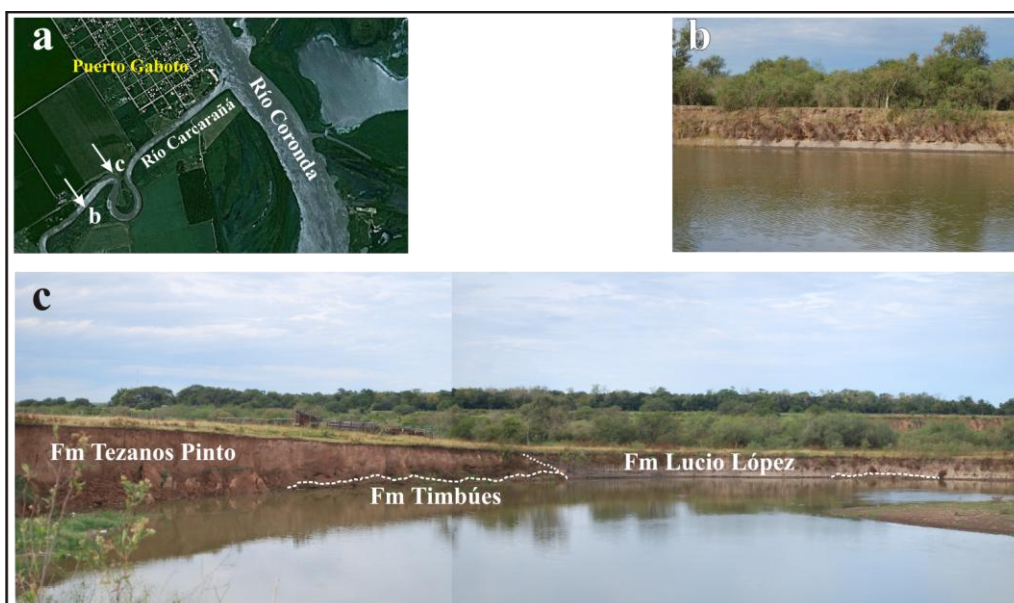 a
Puerto Gaboto
Río Coronda
Río Carcarañá
c
b
b
c
Fm Tezanos Pinto
Fm Lucio López
Fm Timbúes